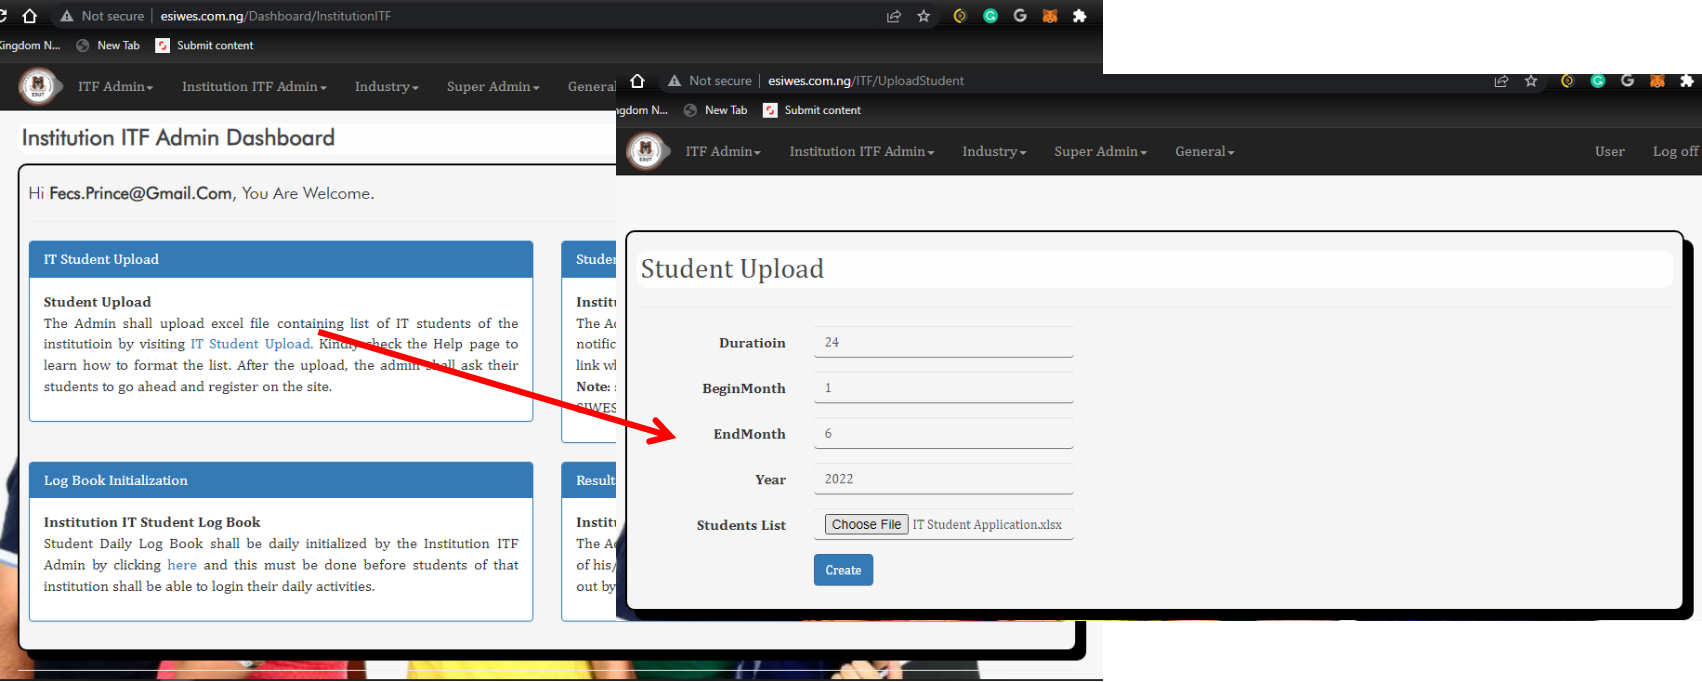 Not secure | esiwes.com.ng/Dashboard/InstitutionITF
ingdom N... New Tab Submit content
ESUT ITF Admin Institution ITF Admin Industry Super Admin General
Institution ITF Admin Dashboard
Hi Fecs.Prince@Gmail.Com, You Are Welcome.
IT Student Upload
Student Upload
The Admin shall upload excel file containing list of IT students of the
institutioin by visiting IT Student Upload. Kindly check the Help page to
learn how to format the list. After the upload, the admin shall ask their
students to go ahead and register on the site.
Log Book Initialization
Institution IT Student Log Book
Student Daily Log Book shall be daily initialized by the Institution ITF
Admin by clicking here and this must be done before students of that
institution shall be able to login their daily activities.
Studen
Institu
The A
notific
link w
Note:
SIWES
Result
Institu
The A
of his/
out by
Not secure | esiwes.com.ng/ITF/UploadStudent
ngdom N... New Tab Submit content
ESUT ITF Admin Institution ITF Admin Industry Super Admin General User Log off
Student Upload
Duratioin 24
BeginMonth 1
EndMonth 6
Year 2022
Students List Choose File IT Student Application.xlsx
Create